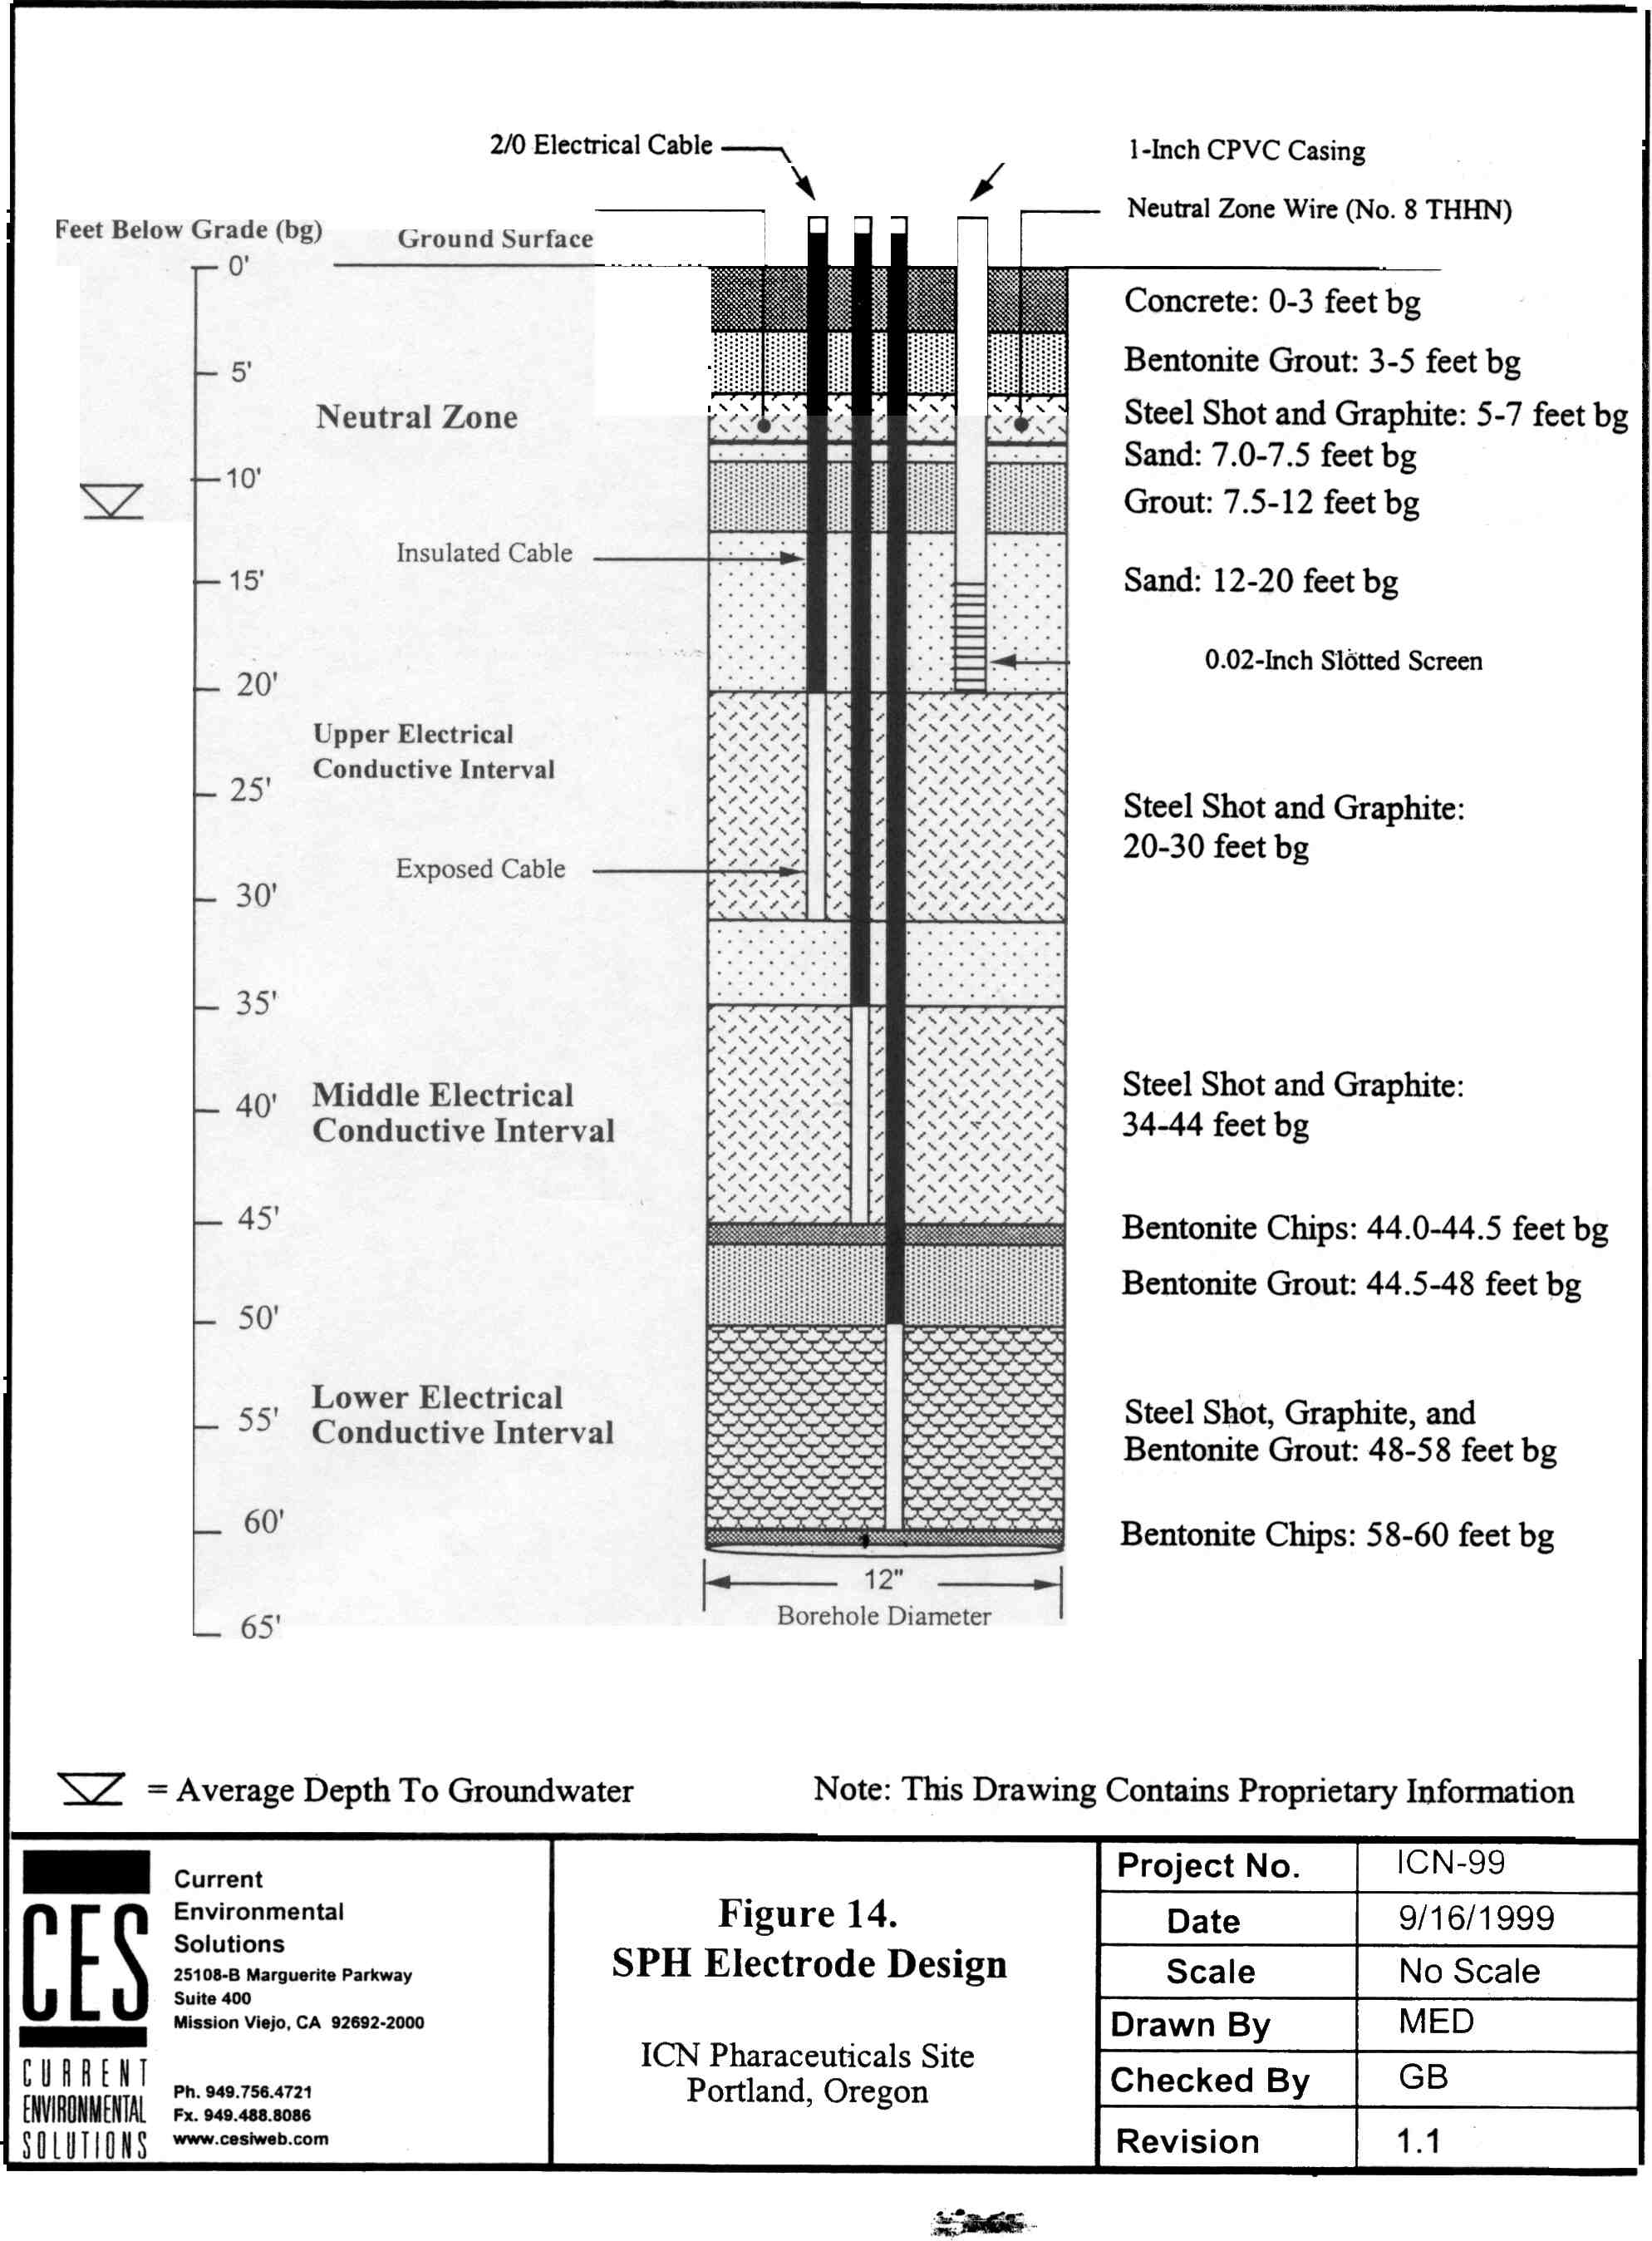 2/0 Electrical Cable
1-Inch CPVC Casing
Neutral Zone Wire (No. 8 THHN)
Feet Below Grade (bg)
Ground Surface
0'
Concrete: 0-3 feet bg
Bentonite Grout: 3-5 feet bg
5'
Neutral Zone
Steel Shot and Graphite: 5-7 feet bg
Sand: 7.0-7.5 feet bg
10'
Grout: 7.5-12 feet bg
Insulated Cable
15'
Sand: 12-20 feet bg
0.02-Inch Slotted Screen
20'
Upper Electrical
Conductive Interval
25'
Steel Shot and Graphite:
20-30 feet bg
Exposed Cable
30'
35'
Middle Electrical
Conductive Interval
40'
Steel Shot and Graphite:
34-44 feet bg
45'
Bentonite Chips: 44.0-44.5 feet bg
Bentonite Grout: 44.5-48 feet bg
50'
Lower Electrical
Conductive Interval
55'
Steel Shot, Graphite, and
Bentonite Grout: 48-58 feet bg
60'
Bentonite Chips: 58-60 feet bg
12"
Borehole Diameter
65'
= Average Depth To Groundwater
Note: This Drawing Contains Proprietary Information
CES
CURRENT
ENVIRONMENTAL
SOLUTIONS
Current
Environmental
Solutions
25108-B Marguerite Parkway
Suite 400
Mission Viejo, CA 92692-2000
Ph. 949.756.4721
Fx. 949.488.8086
www.cesiweb.com
Figure 14.
SPH Electrode Design
ICN Pharaceuticals Site
Portland, Oregon
Project No. ICN-99
Date 9/16/1999
Scale No Scale
Drawn By MED
Checked By GB
Revision 1.1